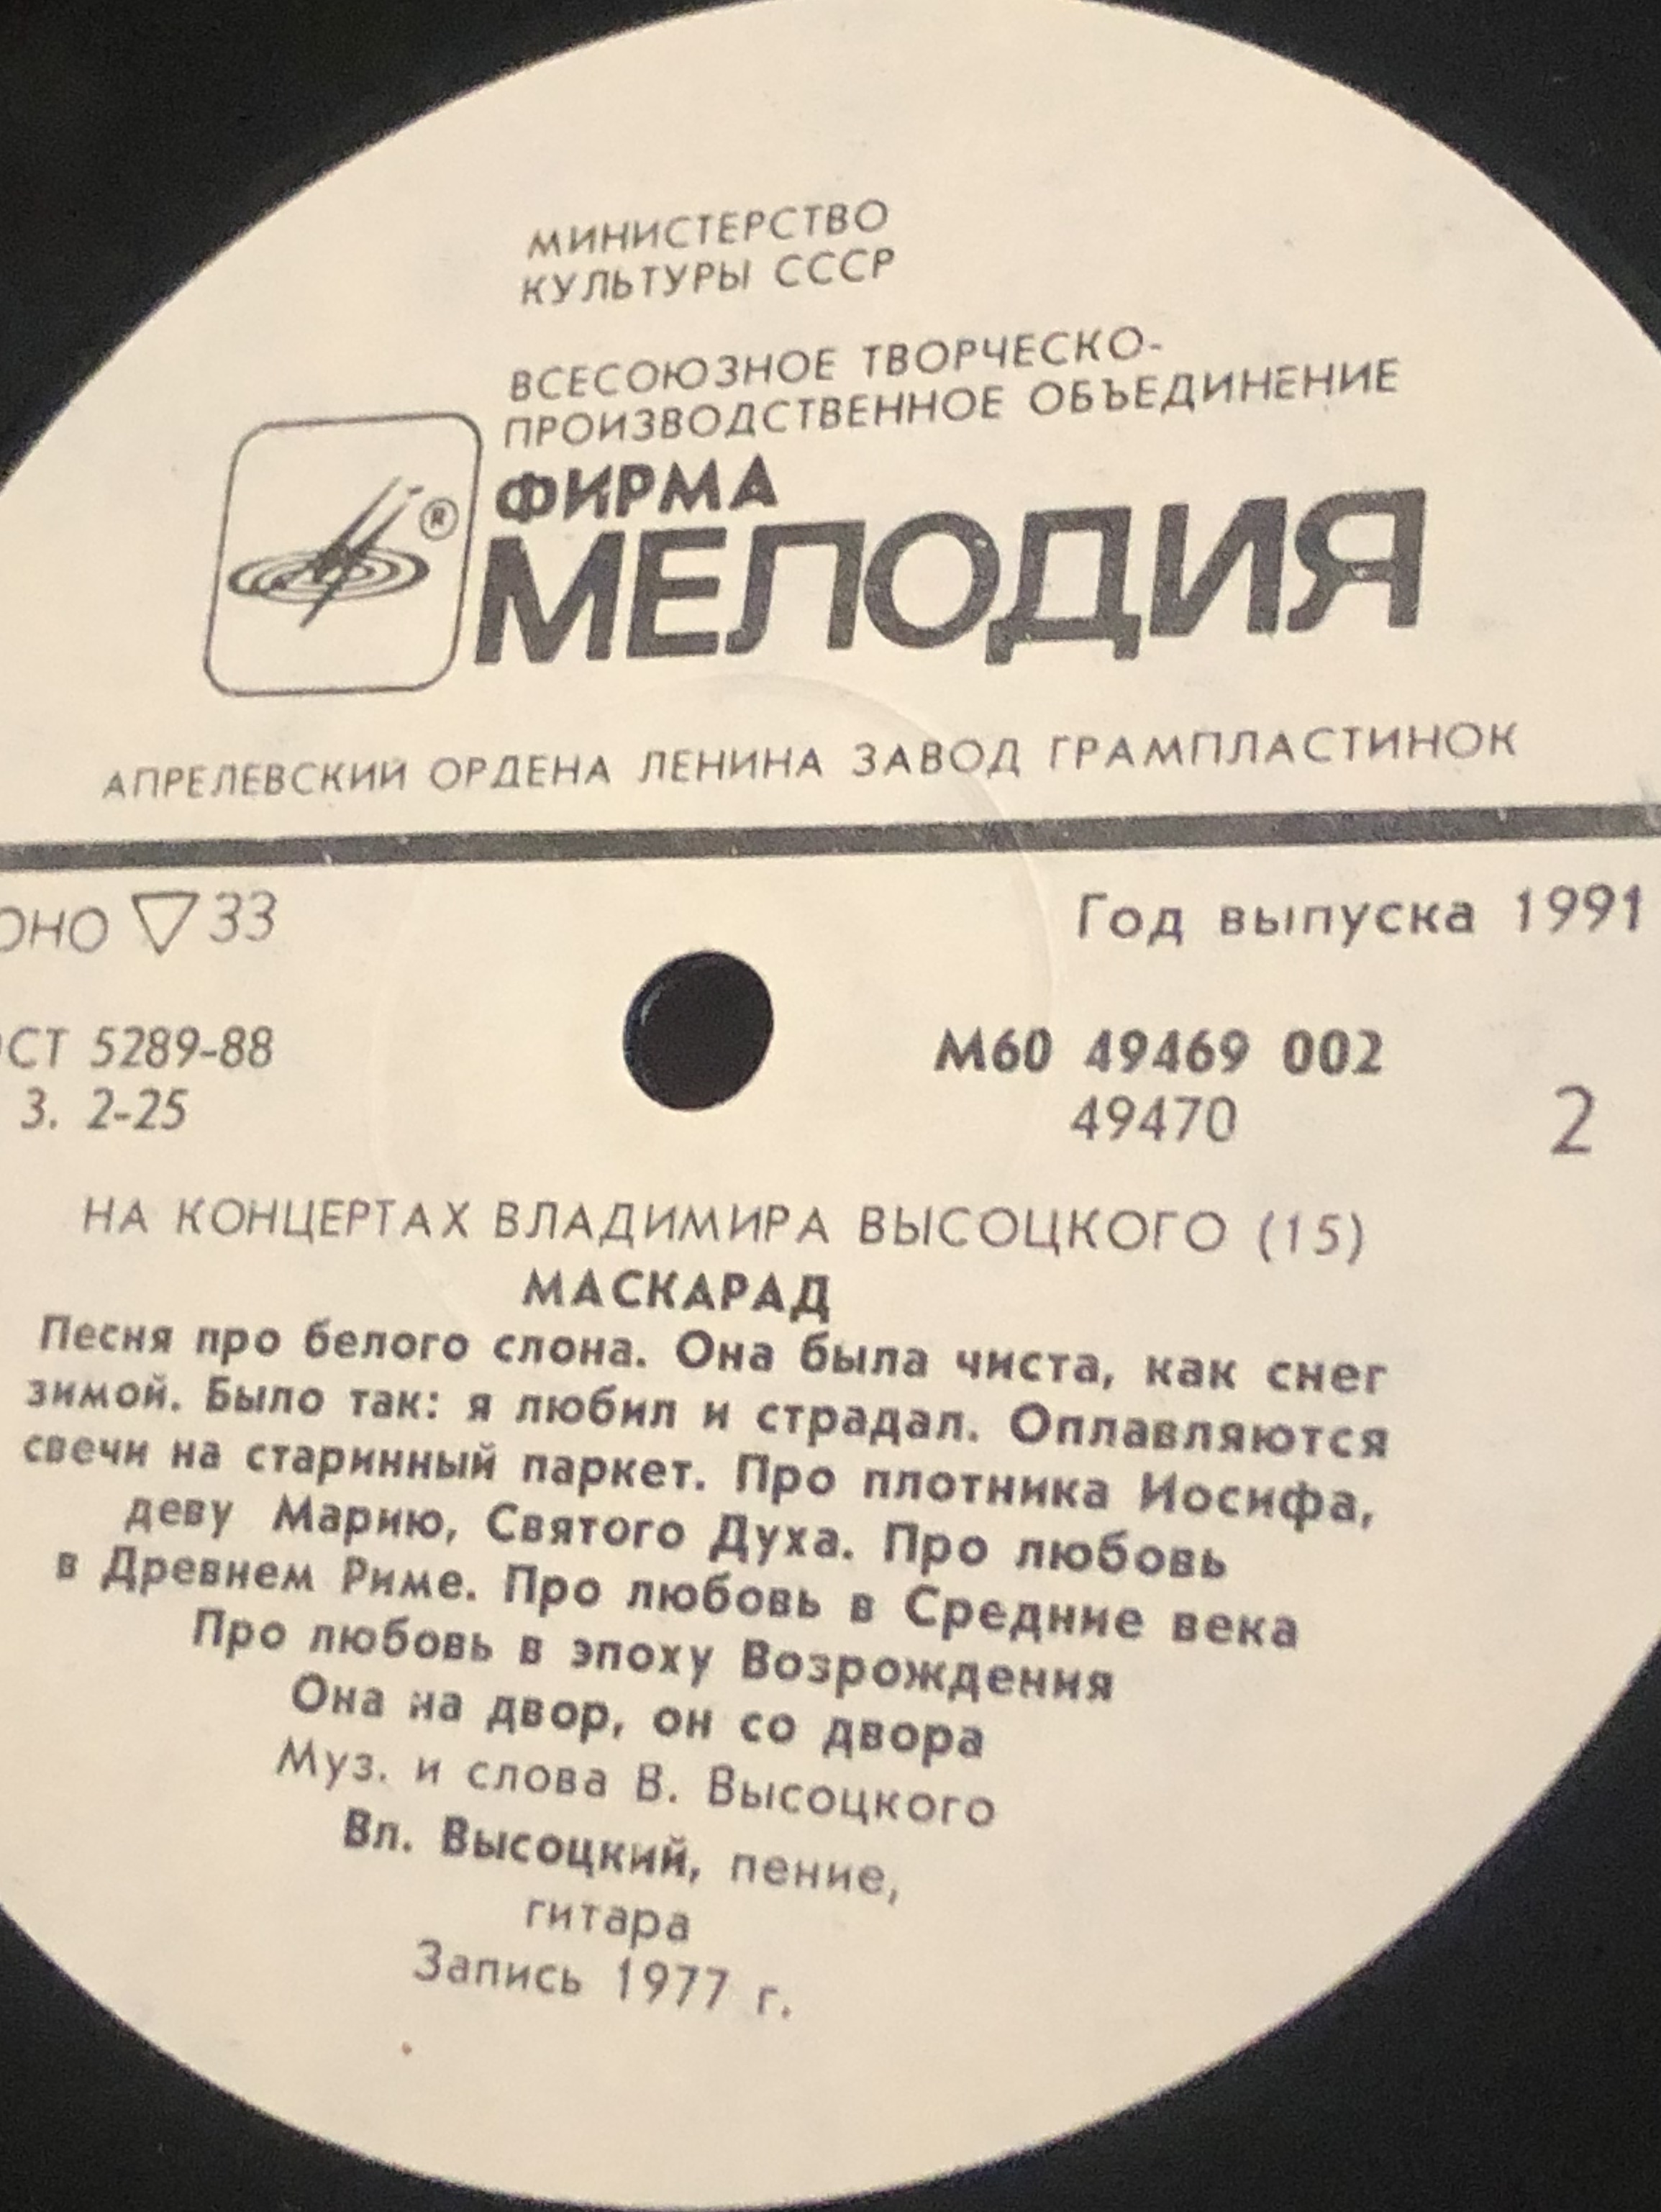 МИНИСТЕРСТВО
КУЛЬТУРЫ СССР
ВСЕСОЮЗНОЕ ТВОРЧЕСКО-
ПРОИЗВОДСТВЕННОЕ ОБЪЕДИНЕНИЕ
®
ФИРМА
МЕЛОДИЯ
АПРЕЛЕВСКИЙ ОРДЕНА ЛЕНИНА ЗАВОД ГРАМПЛАСТИНОК
ОНО ▽ 33
Год выпуска 1991
ОСТ 5289-88
М60 49469 002
3. 2-25
49470
2
НА КОНЦЕРТАХ ВЛАДИМИРА ВЫСОЦКОГО (15)
МАСКАРАД
Песня про белого слона. Она была чиста, как снег
зимой. Было так: я любил и страдал. Оплавляются
свечи на старинный паркет. Про плотника Иосифа,
деву Марию, Святого Духа. Про любовь
в Древнем Риме. Про любовь в Средние века
Про любовь в эпоху Возрождения
Она на двор, он со двора
Муз. и слова В. Высоцкого
Вл. Высоцкий, пение,
гитара
Запись 1977 г.